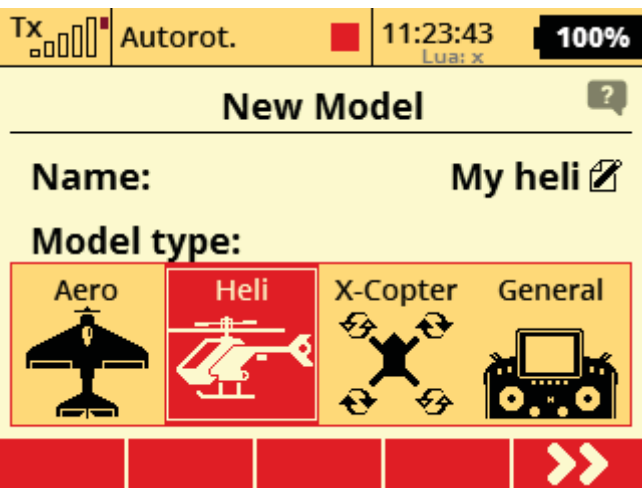 Tx Autorot. 11:23:43 100%
Lua: x
New Model ?
Name: My heli
Model type:
Aero Heli X-Copter General